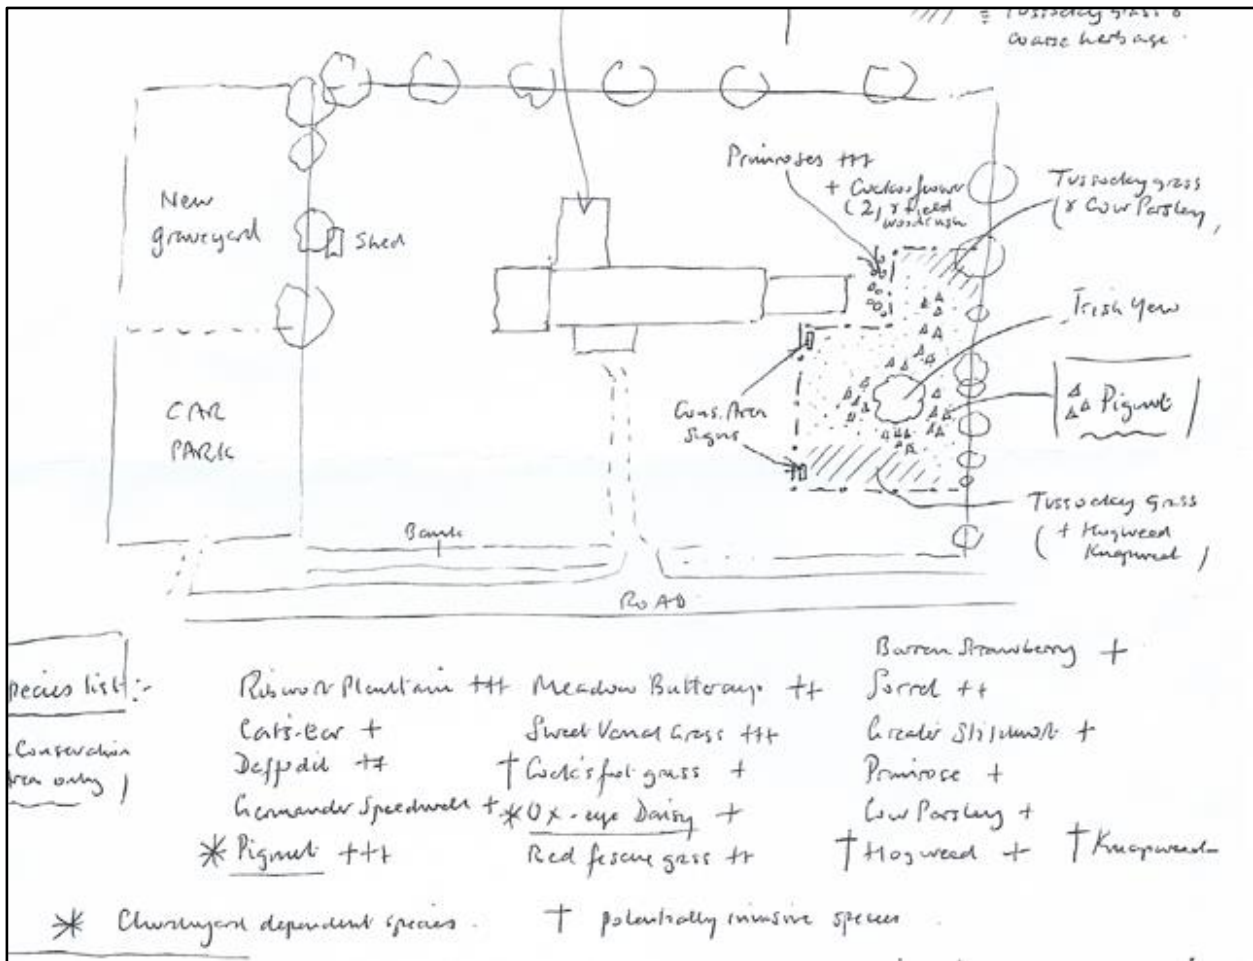 = Tussocky grass &
coarse herbage.
Primroses +++
+ Cuckooflower
(2) & field
woodrush
Tussocky grass
(& Cow Parsley)
New
graveyard
Shed
Irish Yew
Cons. Area
Signs
Pignut
CAR
PARK
Tussocky grass
(+ Hogweed
Knapweed)
Bank
ROAD
pecies list:-
Conservation
rea only)
Ribwort Plantain +++
Cat's-Ear +
Daffodil ++
Germander Speedwell +
* Pignut +++
Meadow Buttercup ++
Sweet Vernal Grass +++
† Cock's foot grass +
* Ox-eye Daisy +
Red fescue grass ++
Barren Strawberry +
Sorrel ++
Greater Stitchwort +
Primrose +
Cow Parsley +
† Hogweed +
† Knapweed
* Churchyard dependent species.
† potentially invasive species.